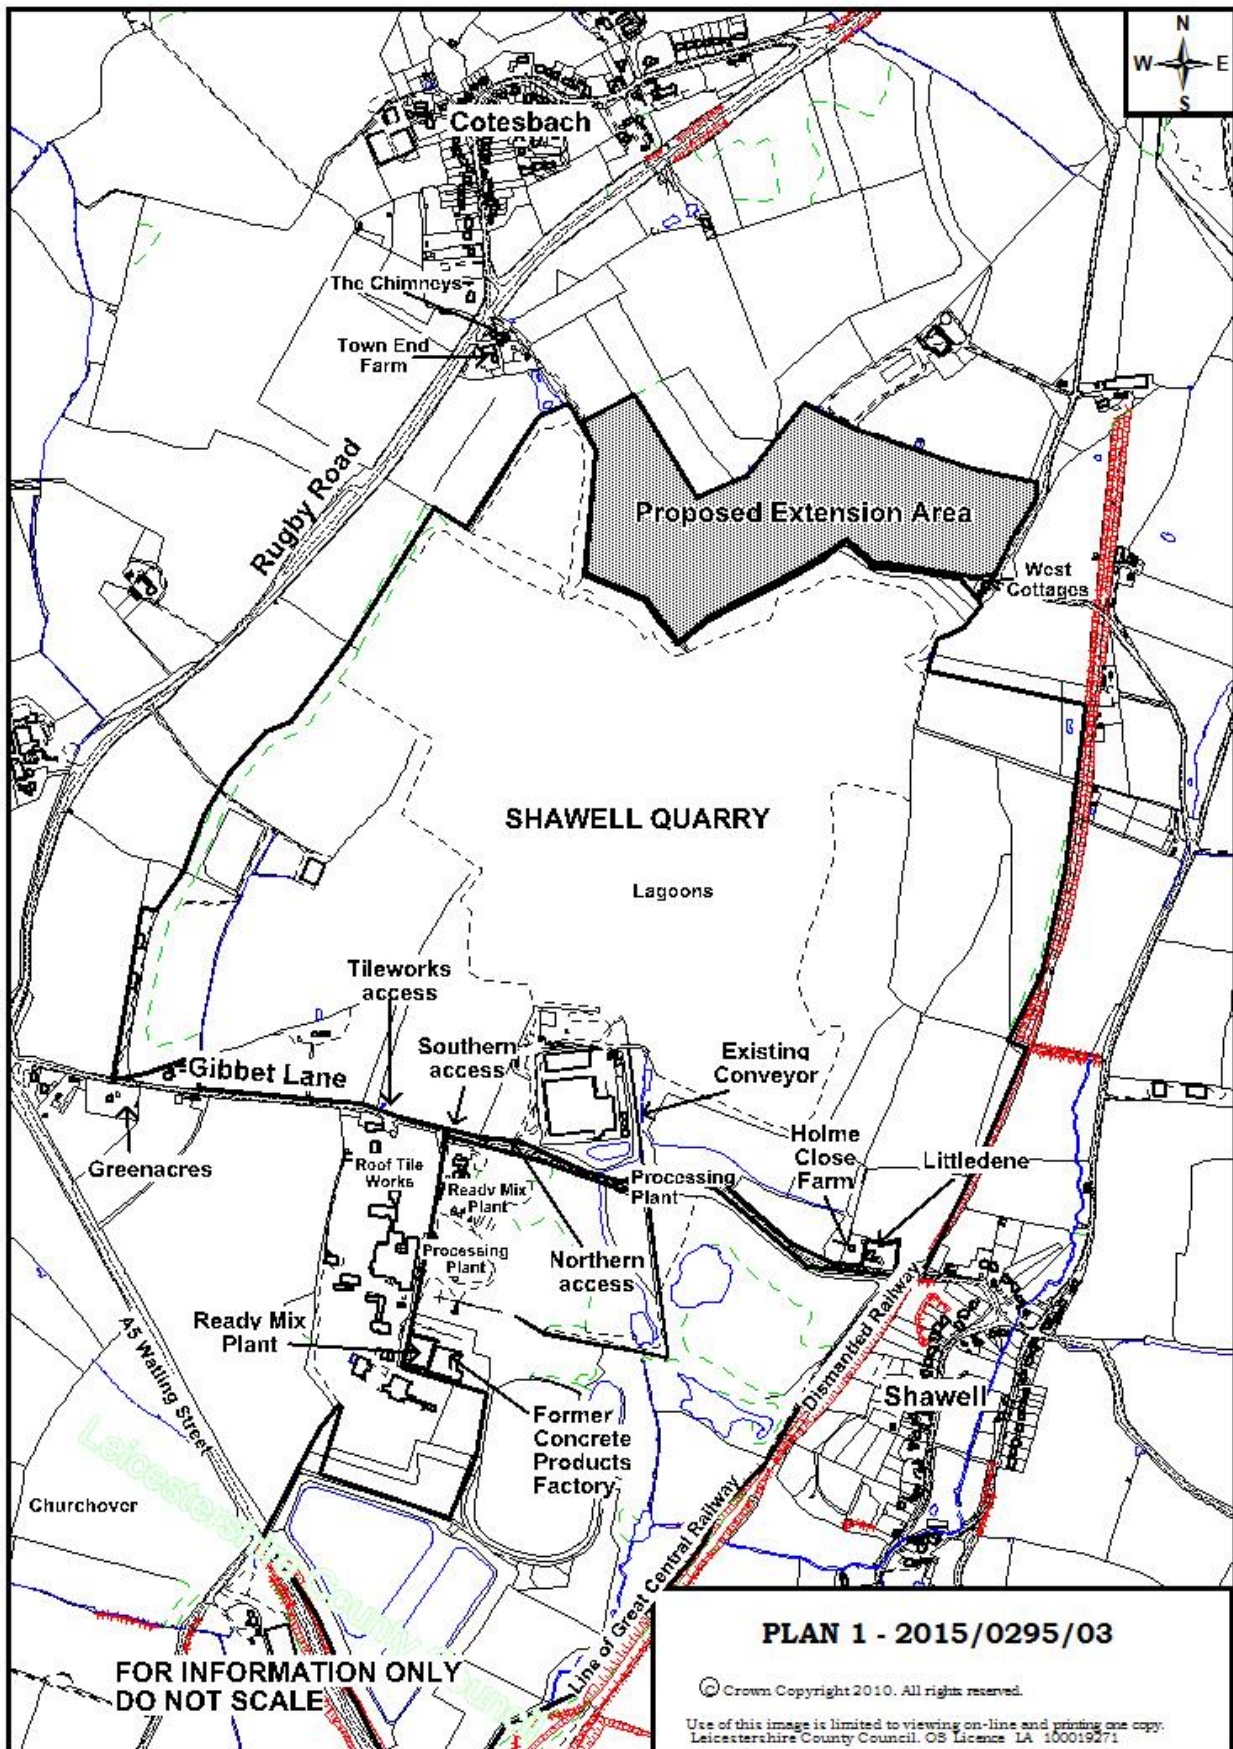 N
W E
S
Cotesbach
The Chimneys
Town End
Farm
Rugby Road
Proposed Extension Area
West
Cottages
SHAWELL QUARRY
Lagoons
Tileworks
access
Southern
access
Existing
Conveyor
Gibbet Lane
Holme
Close
Farm
Littledene
Greenacres
Roof Tile
Works
Ready Mix
Plant
Processing
Plant
Processing
Plant
Northern
access
Ready Mix
Plant
A5 Watling Street
Dismantled Railway
Shawell
Former
Concrete
Products
Factory
Churchover
Line of Great Central Railway
Leicestershire County Council
FOR INFORMATION ONLY
DO NOT SCALE
PLAN 1 - 2015/0295/03
© Crown Copyright 2010. All rights reserved.
Use of this image is limited to viewing on-line and printing one copy.
Leicestershire County Council. OS Licence LA 100019271